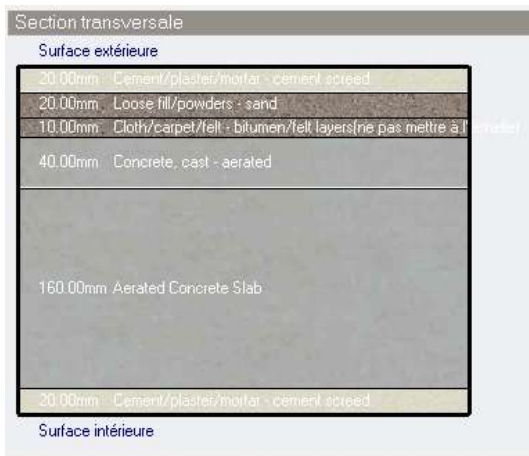 Section transversale
Surface extérieure
20.00mm Cement/plaster/mortar - cement screed
20.00mm Loose fill/powders - sand
10.00mm Cloth/carpet/felt - bitumen/felt layers(ne pas mettre à l'échelle)
40.00mm Concrete, cast - aerated
160.00mm Aerated Concrete Slab
20.00mm Cement/plaster/mortar - cement screed
Surface intérieure